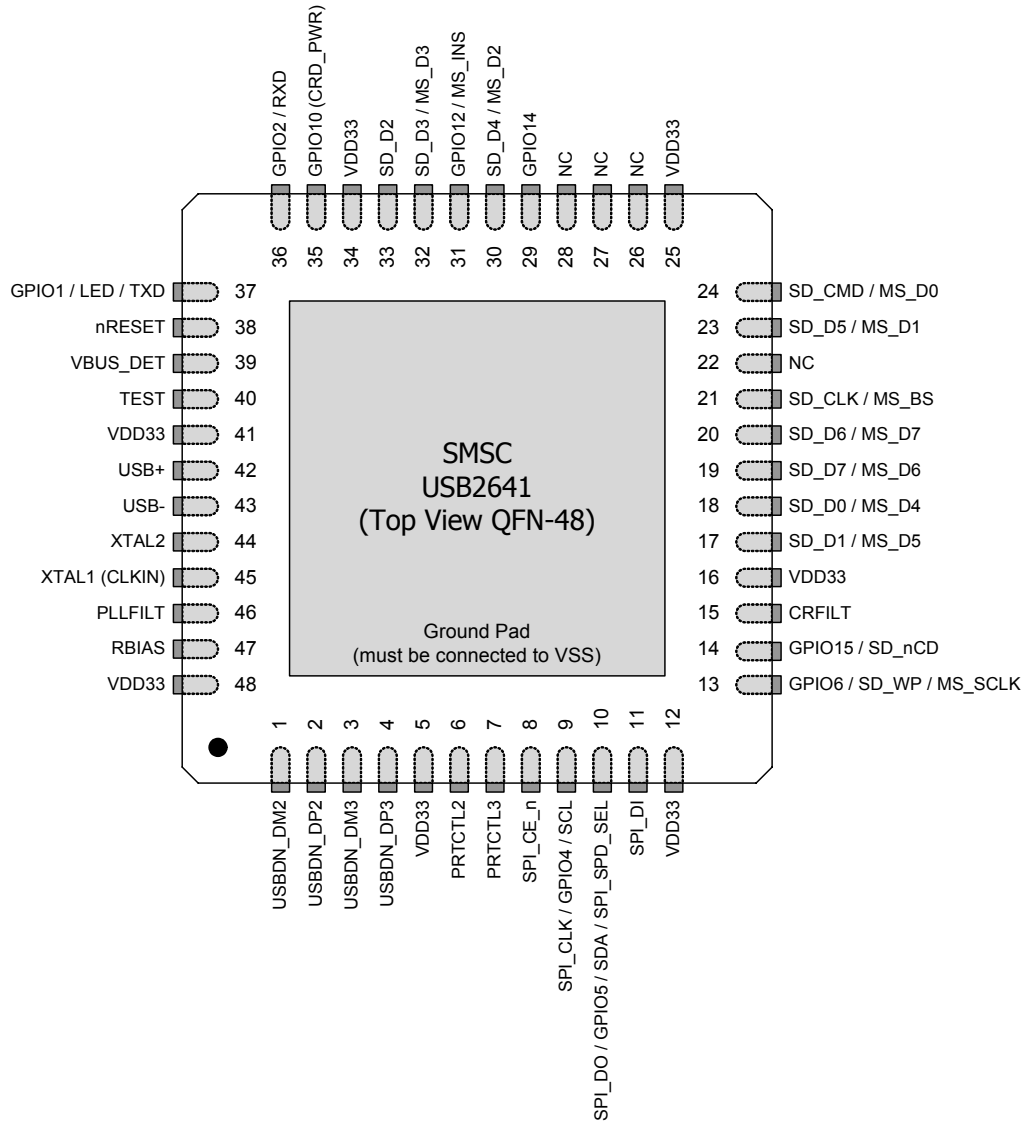 GPIO2 / RXD
GPIO10 (CRD_PWR)
VDD33
SD_D2
SD_D3 / MS_D3
GPIO12 / MS_INS
SD_D4 / MS_D2
GPIO14
NC
NC
NC
VDD33
36
35
34
33
32
31
30
29
28
27
26
25
GPIO1 / LED / TXD 37
nRESET 38
VBUS_DET 39
TEST 40
VDD33 41
USB+ 42
USB- 43
XTAL2 44
XTAL1 (CLKIN) 45
PLLFILT 46
RBIAS 47
VDD33 48
SMSC
USB2641
(Top View QFN-48)
Ground Pad
(must be connected to VSS)
24 SD_CMD / MS_D0
23 SD_D5 / MS_D1
22 NC
21 SD_CLK / MS_BS
20 SD_D6 / MS_D7
19 SD_D7 / MS_D6
18 SD_D0 / MS_D4
17 SD_D1 / MS_D5
16 VDD33
15 CRFILT
14 GPIO15 / SD_nCD
13 GPIO6 / SD_WP / MS_SCLK
1
2
3
4
5
6
7
8
9
10
11
12
USBDN_DM2
USBDN_DP2
USBDN_DM3
USBDN_DP3
VDD33
PRTCTL2
PRTCTL3
SPI_CE_n
SPI_CLK / GPIO4 / SCL
SPI_DO / GPIO5 / SDA / SPI_SPD_SEL
SPI_DI
VDD33